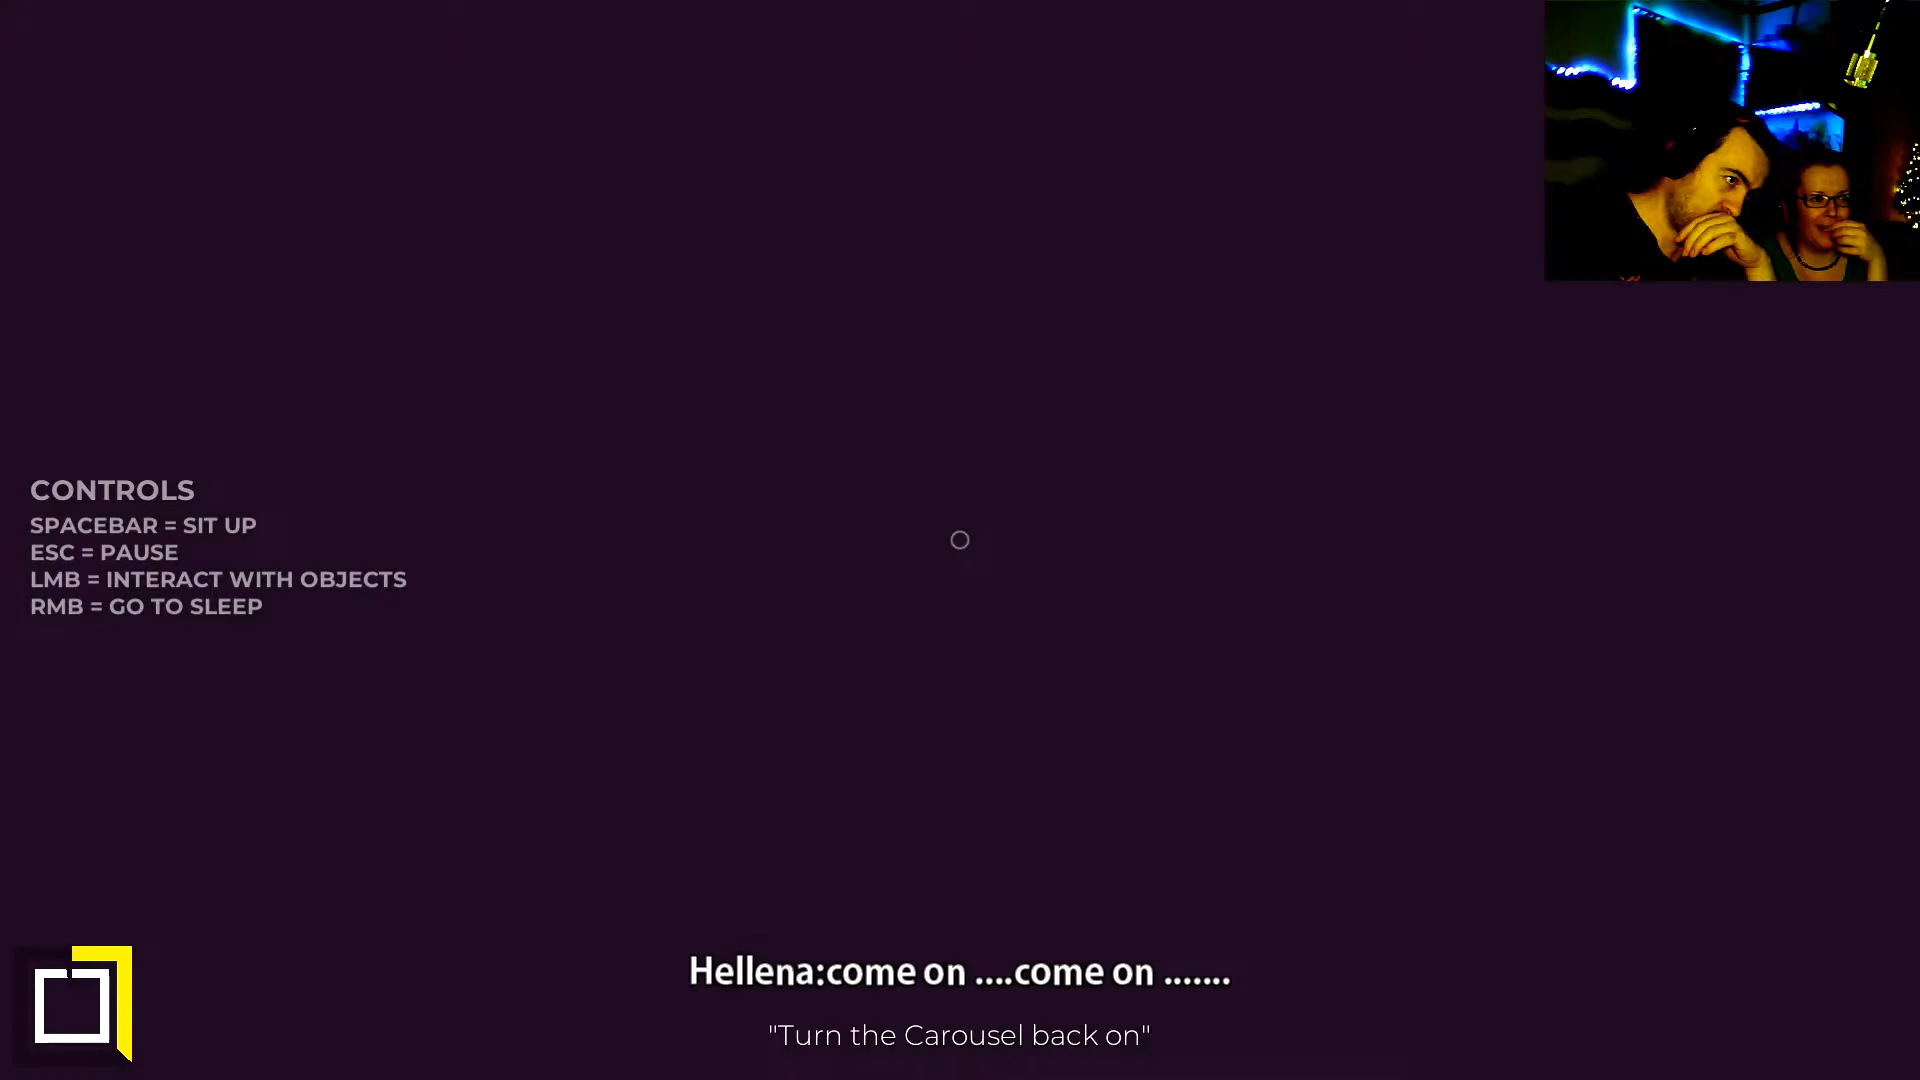 CONTROLS
SPACEBAR = SIT UP
ESC = PAUSE
LMB = INTERACT WITH OBJECTS
RMB = GO TO SLEEP
Hellena:come on ....come on .......
"Turn the Carousel back on"